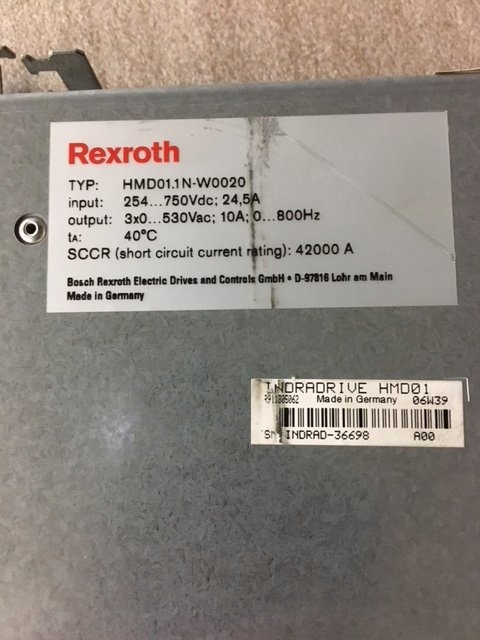 Rexroth
TYP: HMD01.1N-W0020
input: 254...750Vdc; 24,5A
output: 3x0...530Vac; 10A; 0...800Hz
tA: 40°C
SCCR (short circuit current rating): 42000 A
Bosch Rexroth Electric Drives and Controls GmbH • D-97816 Lohr am Main
Made in Germany
INDRADRIVE HMD01
Made in Germany 06W39
SN: INDRAD-36698 A00